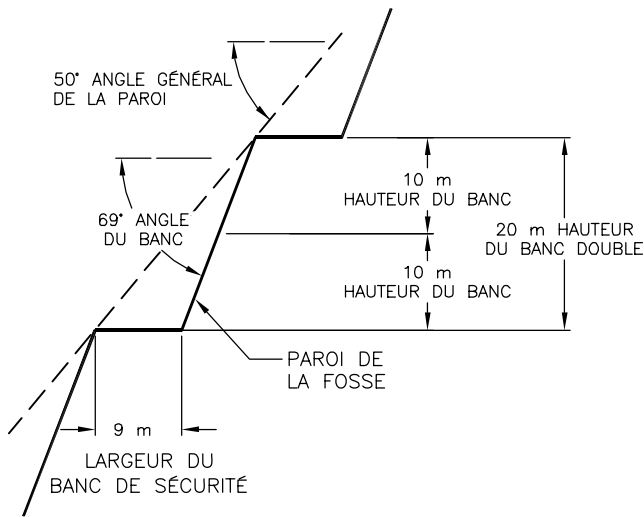 50° ANGLE GÉNÉRAL
DE LA PAROI
10 m
HAUTEUR DU BANC
69° ANGLE
DU BANC
20 m HAUTEUR
DU BANC DOUBLE
10 m
HAUTEUR DU BANC
PAROI DE
LA FOSSE
9 m
LARGEUR DU
BANC DE SÉCURITÉ